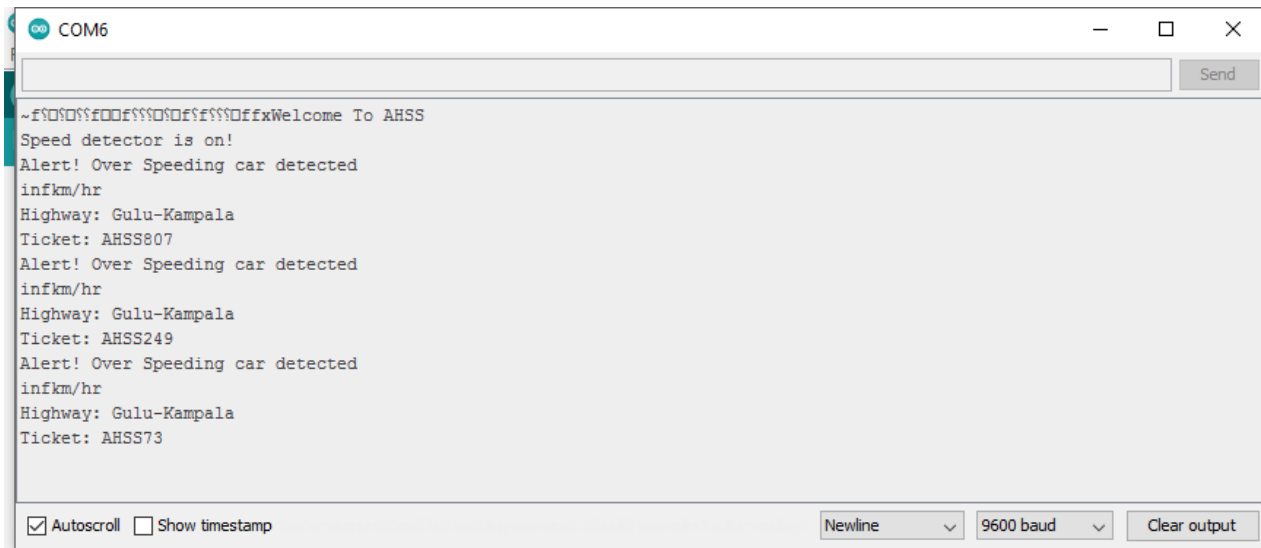 COM6
Send
Welcome To AHSS
Speed detector is on!
Alert! Over Speeding car detected
infkm/hr
Highway: Gulu-Kampala
Ticket: AHSS807
Alert! Over Speeding car detected
infkm/hr
Highway: Gulu-Kampala
Ticket: AHSS249
Alert! Over Speeding car detected
infkm/hr
Highway: Gulu-Kampala
Ticket: AHSS73
Autoscroll Show timestamp Newline 9600 baud Clear output